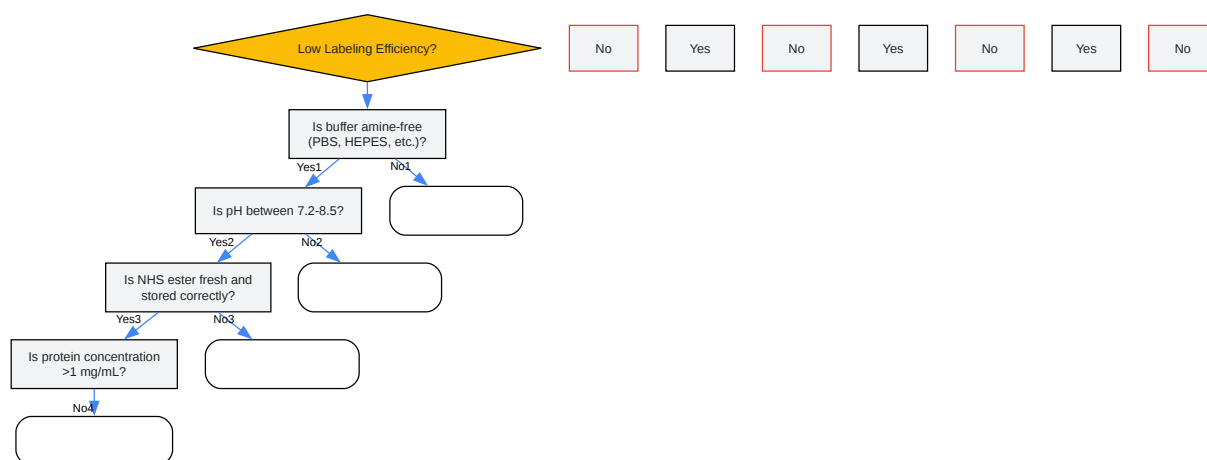 Low Labeling Efficiency?
No
Yes
No
Yes
No
Yes
No
Is buffer amine-free
(PBS, HEPES, etc.)?
Yes1
No1
Is pH between 7.2-8.5?
Yes2
No2
Is NHS ester fresh and
stored correctly?
Yes3
No3
Is protein concentration
>1 mg/mL?
No4